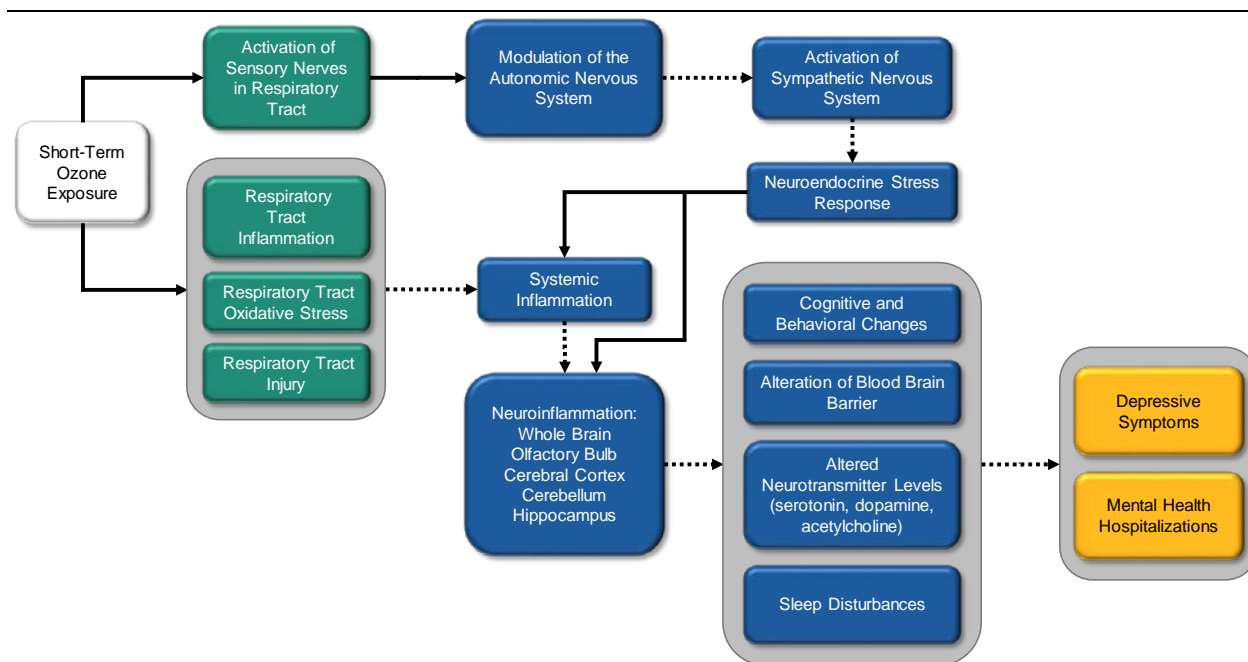 Activation of
Sensory Nerves
in Respiratory
Tract
Modulation of the
Autonomic Nervous
System
Activation of
Sympathetic Nervous
System
Short-Term
Ozone
Exposure
Neuroendocrine Stress
Response
Respiratory
Tract
Inflammation
Respiratory Tract
Oxidative Stress
Respiratory Tract
Injury
Systemic
Inflammation
Neuroinflammation:
Whole Brain
Olfactory Bulb
Cerebral Cortex
Cerebellum
Hippocampus
Cognitive and
Behavioral Changes
Alteration of Blood Brain
Barrier
Altered
Neurotransmitter Levels
(serotonin, dopamine,
acetylcholine)
Sleep Disturbances
Depressive
Symptoms
Mental Health
Hospitalizations